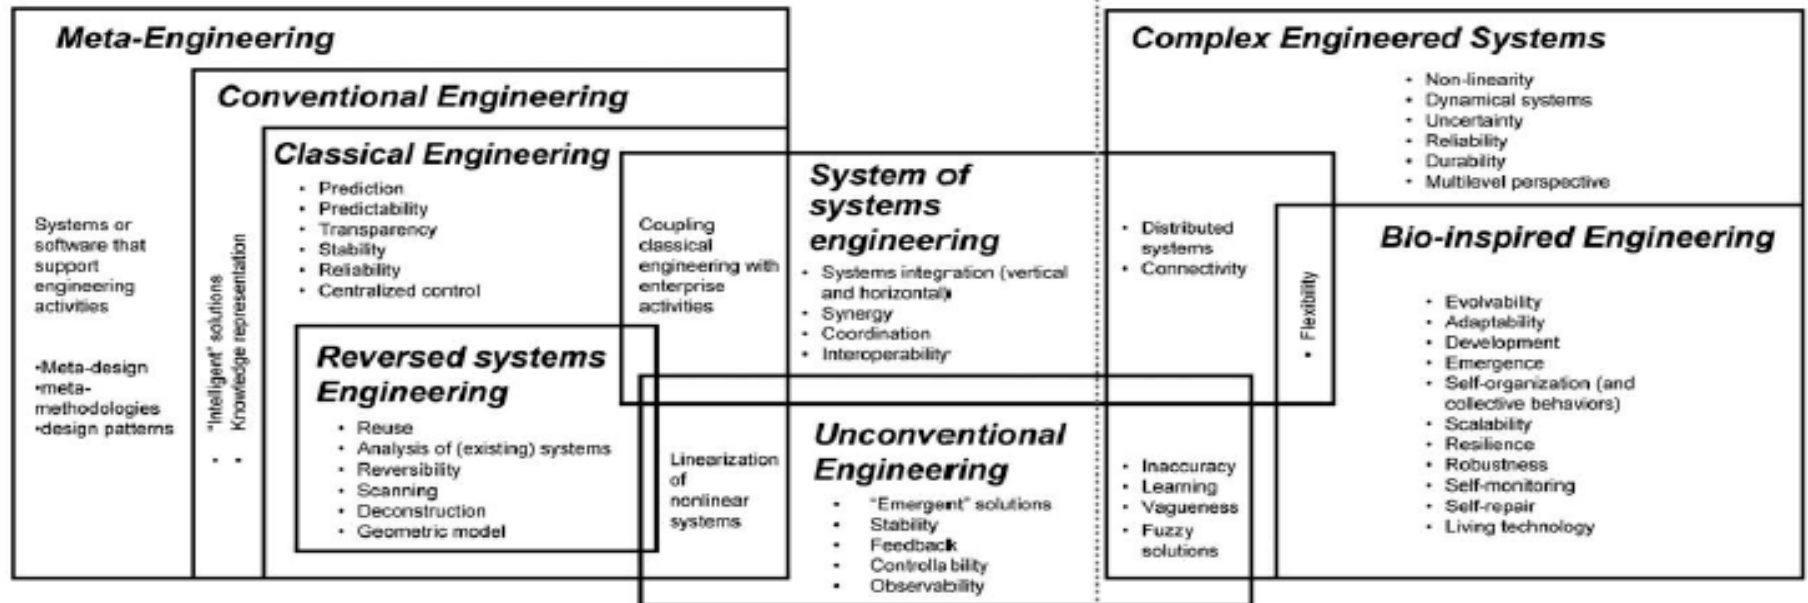 Meta-Engineering
Systems or
software that
support
engineering
activities
•Meta-design
•meta-
methodologies
•design patterns
Conventional Engineering
• "Intelligent" solutions
• Knowledge representation
Classical Engineering
• Prediction
• Predictability
• Transparency
• Stability
• Reliability
• Centralized control
Reversed systems
Engineering
• Reuse
• Analysis of (existing) systems
• Reversibility
• Scanning
• Deconstruction
• Geometric model
Coupling
classical
engineering with
enterprise
activities
Linearization
of
nonlinear
systems
System of
systems
engineering
• Systems integration (vertical
and horizontal)
• Synergy
• Coordination
• Interoperability
Unconventional
Engineering
• "Emergent" solutions
• Stability
• Feedback
• Controllability
• Observability
Complex Engineered Systems
• Non-linearity
• Dynamical systems
• Uncertainty
• Reliability
• Durability
• Multilevel perspective
• Distributed
systems
• Connectivity
• Flexibility
• Inaccuracy
• Learning
• Vagueness
• Fuzzy
solutions
Bio-inspired Engineering
• Evolvability
• Adaptability
• Development
• Emergence
• Self-organization (and
collective behaviors)
• Scalability
• Resilience
• Robustness
• Self-monitoring
• Self-repair
• Living technology